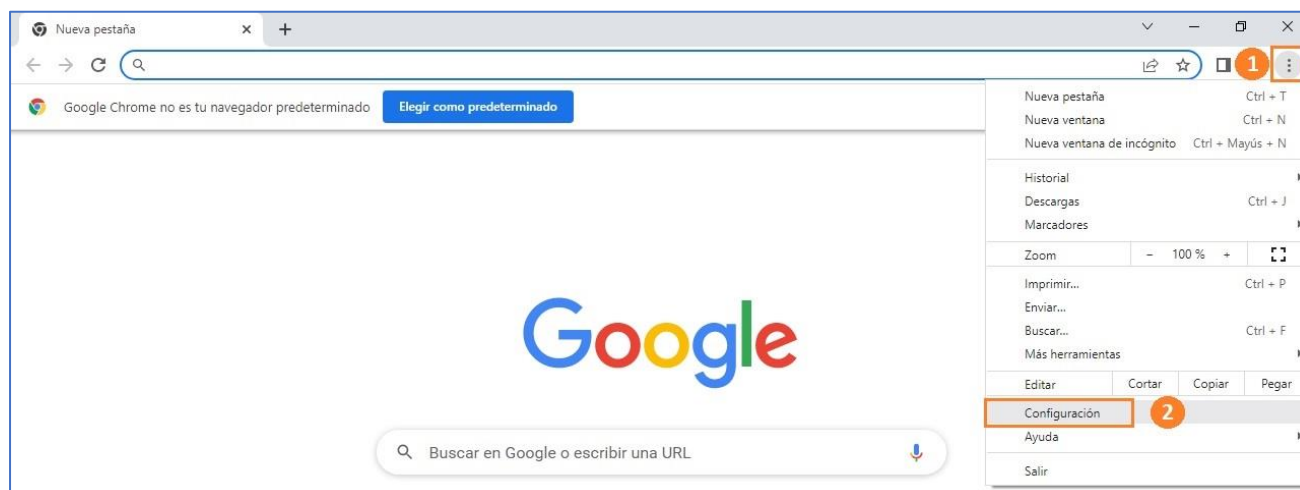 Nueva pestaña
1
Google Chrome no es tu navegador predeterminado Elegir como predeterminado
Nueva pestaña Ctrl + T
Nueva ventana Ctrl + N
Nueva ventana de incógnito Ctrl + Mayús + N
Historial
Descargas Ctrl + J
Marcadores
Zoom - 100 % +
Imprimir... Ctrl + P
Enviar...
Buscar... Ctrl + F
Más herramientas
Editar Cortar Copiar Pegar
Configuración 2
Ayuda
Salir
Google
Buscar en Google o escribir una URL